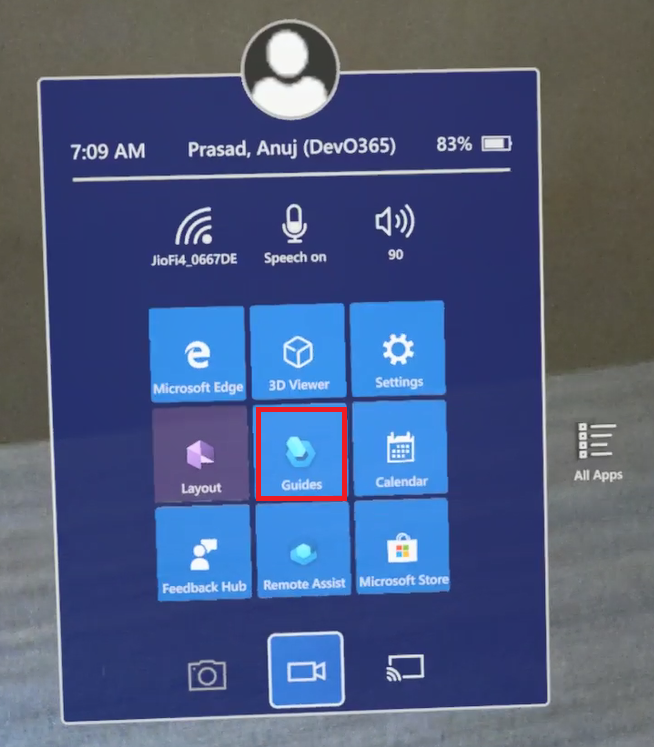 7:09 AM Prasad, Anuj (DevO365) 83%
JioFi4_0667DE Speech on 90
Microsoft Edge 3D Viewer Settings
Layout Guides Calendar
All Apps
Feedback Hub Remote Assist Microsoft Store